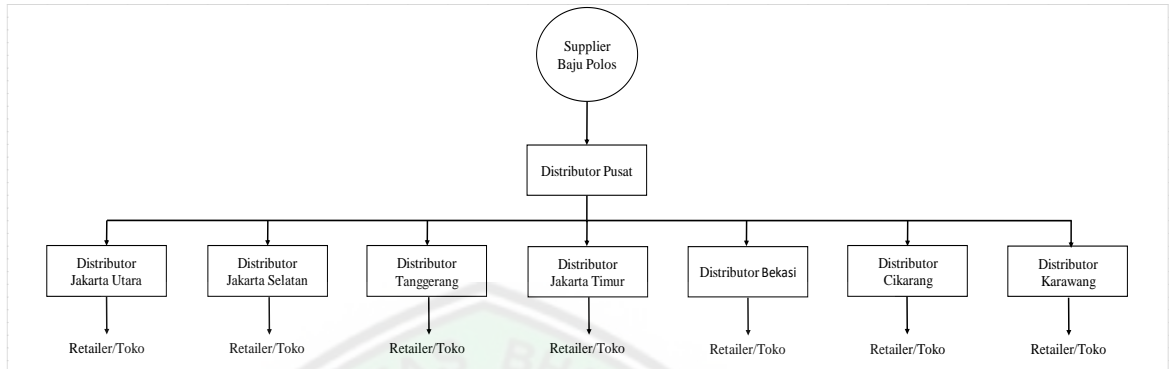 Supplier
Baju Polos
Distributor Pusat
Distributor
Jakarta Utara
Distributor
Jakarta Selatan
Distributor
Tanggerang
Distributor
Jakarta Timur
Distributor Bekasi
Distributor
Cikarang
Distributor
Karawang
Retailer/Toko
Retailer/Toko
Retailer/Toko
Retailer/Toko
Retailer/Toko
Retailer/Toko
Retailer/Toko